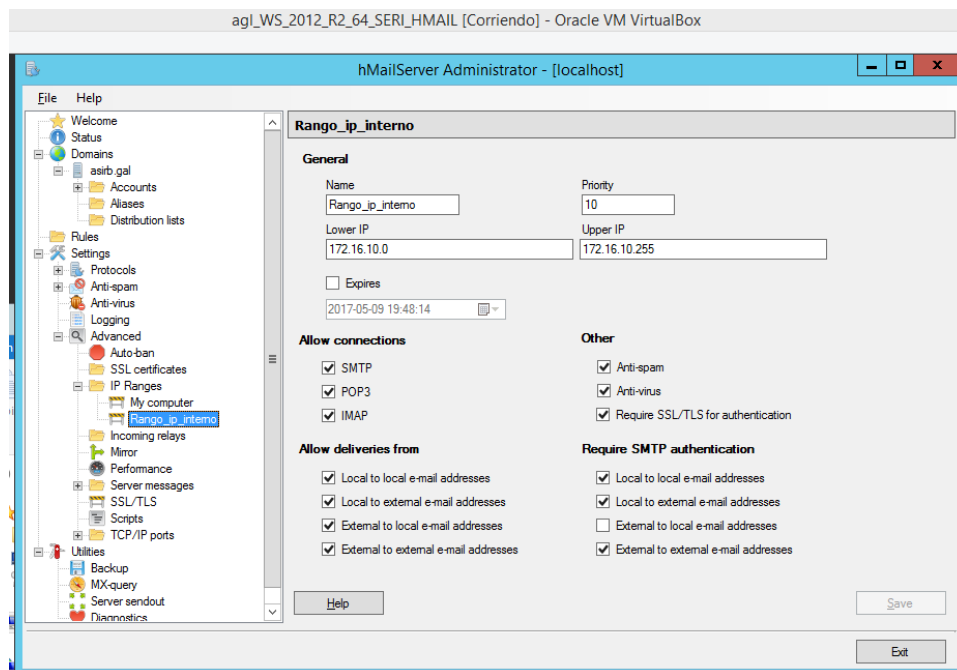 agl_WS_2012_R2_64_SERI_HMAIL [Corriendo] - Oracle VM VirtualBox
hMailServer Administrator - [localhost]
File Help
Welcome
Status
Domains
asirb.gal
Accounts
Aliases
Distribution lists
Rules
Settings
Protocols
Anti-spam
Anti-virus
Logging
Advanced
Auto-ban
SSL certificates
IP Ranges
My computer
Rango_ip_interno
Incoming relays
Mirror
Performance
Server messages
SSL/TLS
Scripts
TCP/IP ports
Utilities
Backup
MX-query
Server sendout
Diagnostics
Rango_ip_interno
General
Name Priority
Rango_ip_interno 10
Lower IP Upper IP
172.16.10.0 172.16.10.255
Expires
2017-05-09 19:48:14
Allow connections
SMTP
POP3
IMAP
Other
Anti-spam
Anti-virus
Require SSL/TLS for authentication
Allow deliveries from
Local to local e-mail addresses
Local to external e-mail addresses
External to local e-mail addresses
External to external e-mail addresses
Require SMTP authentication
Local to local e-mail addresses
Local to external e-mail addresses
External to local e-mail addresses
External to external e-mail addresses
Help Save
Exit